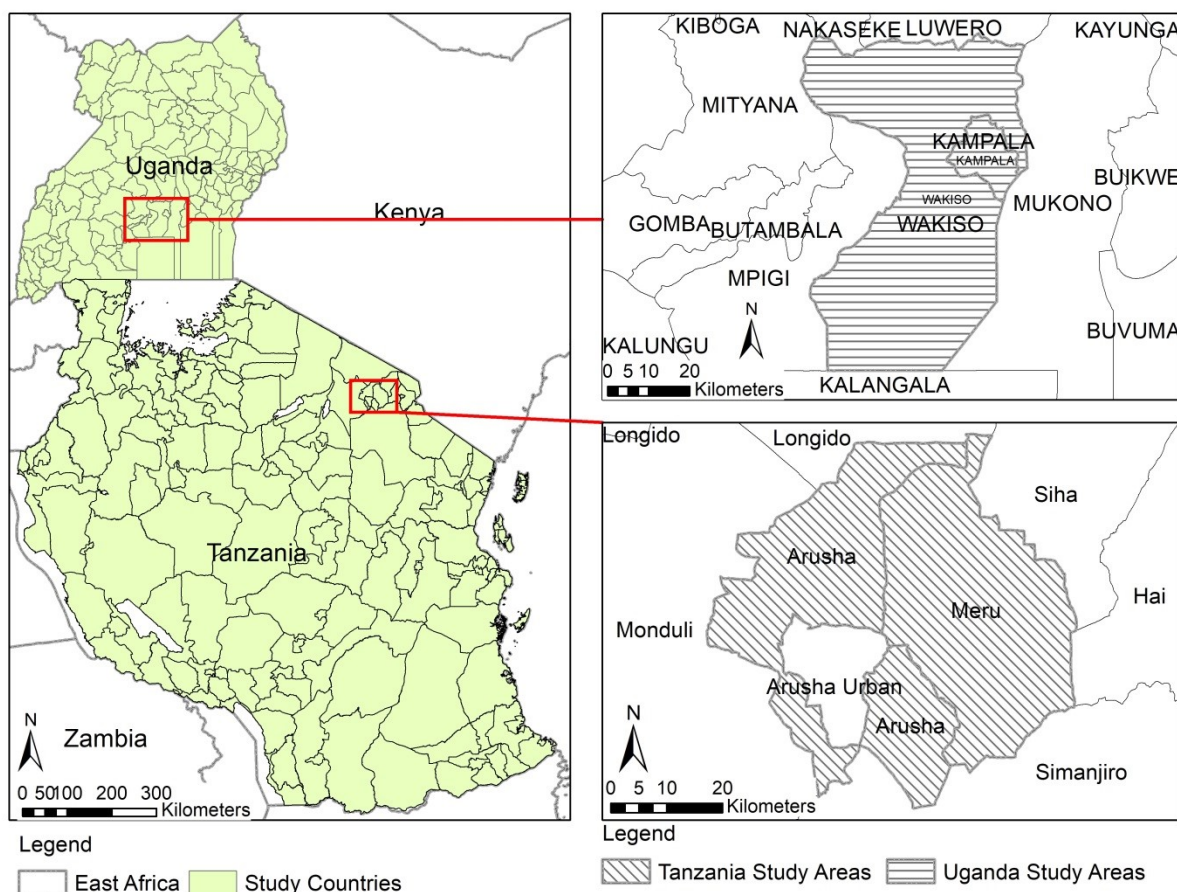 Uganda
Kenya
Tanzania
Zambia
N
0 50100 200 300
Kilometers
Legend
East Africa
Study Countries
KIBOGA
NAKASEKE
LUWERO
KAYUNGA
MITYANA
KAMPALA
KAMPALA
BUIKWE
WAKISO
MUKONO
GOMBA
BUTAMBALA
WAKISO
MPIGI
N
BUVUMA
KALUNGU
0 5 10 20
Kilometers
KALANGALA
Longido
Longido
Siha
Arusha
Meru
Hai
Monduli
Arusha Urban
Arusha
N
Simanjiro
0 5 10 20
Kilometers
Legend
Tanzania Study Areas
Uganda Study Areas